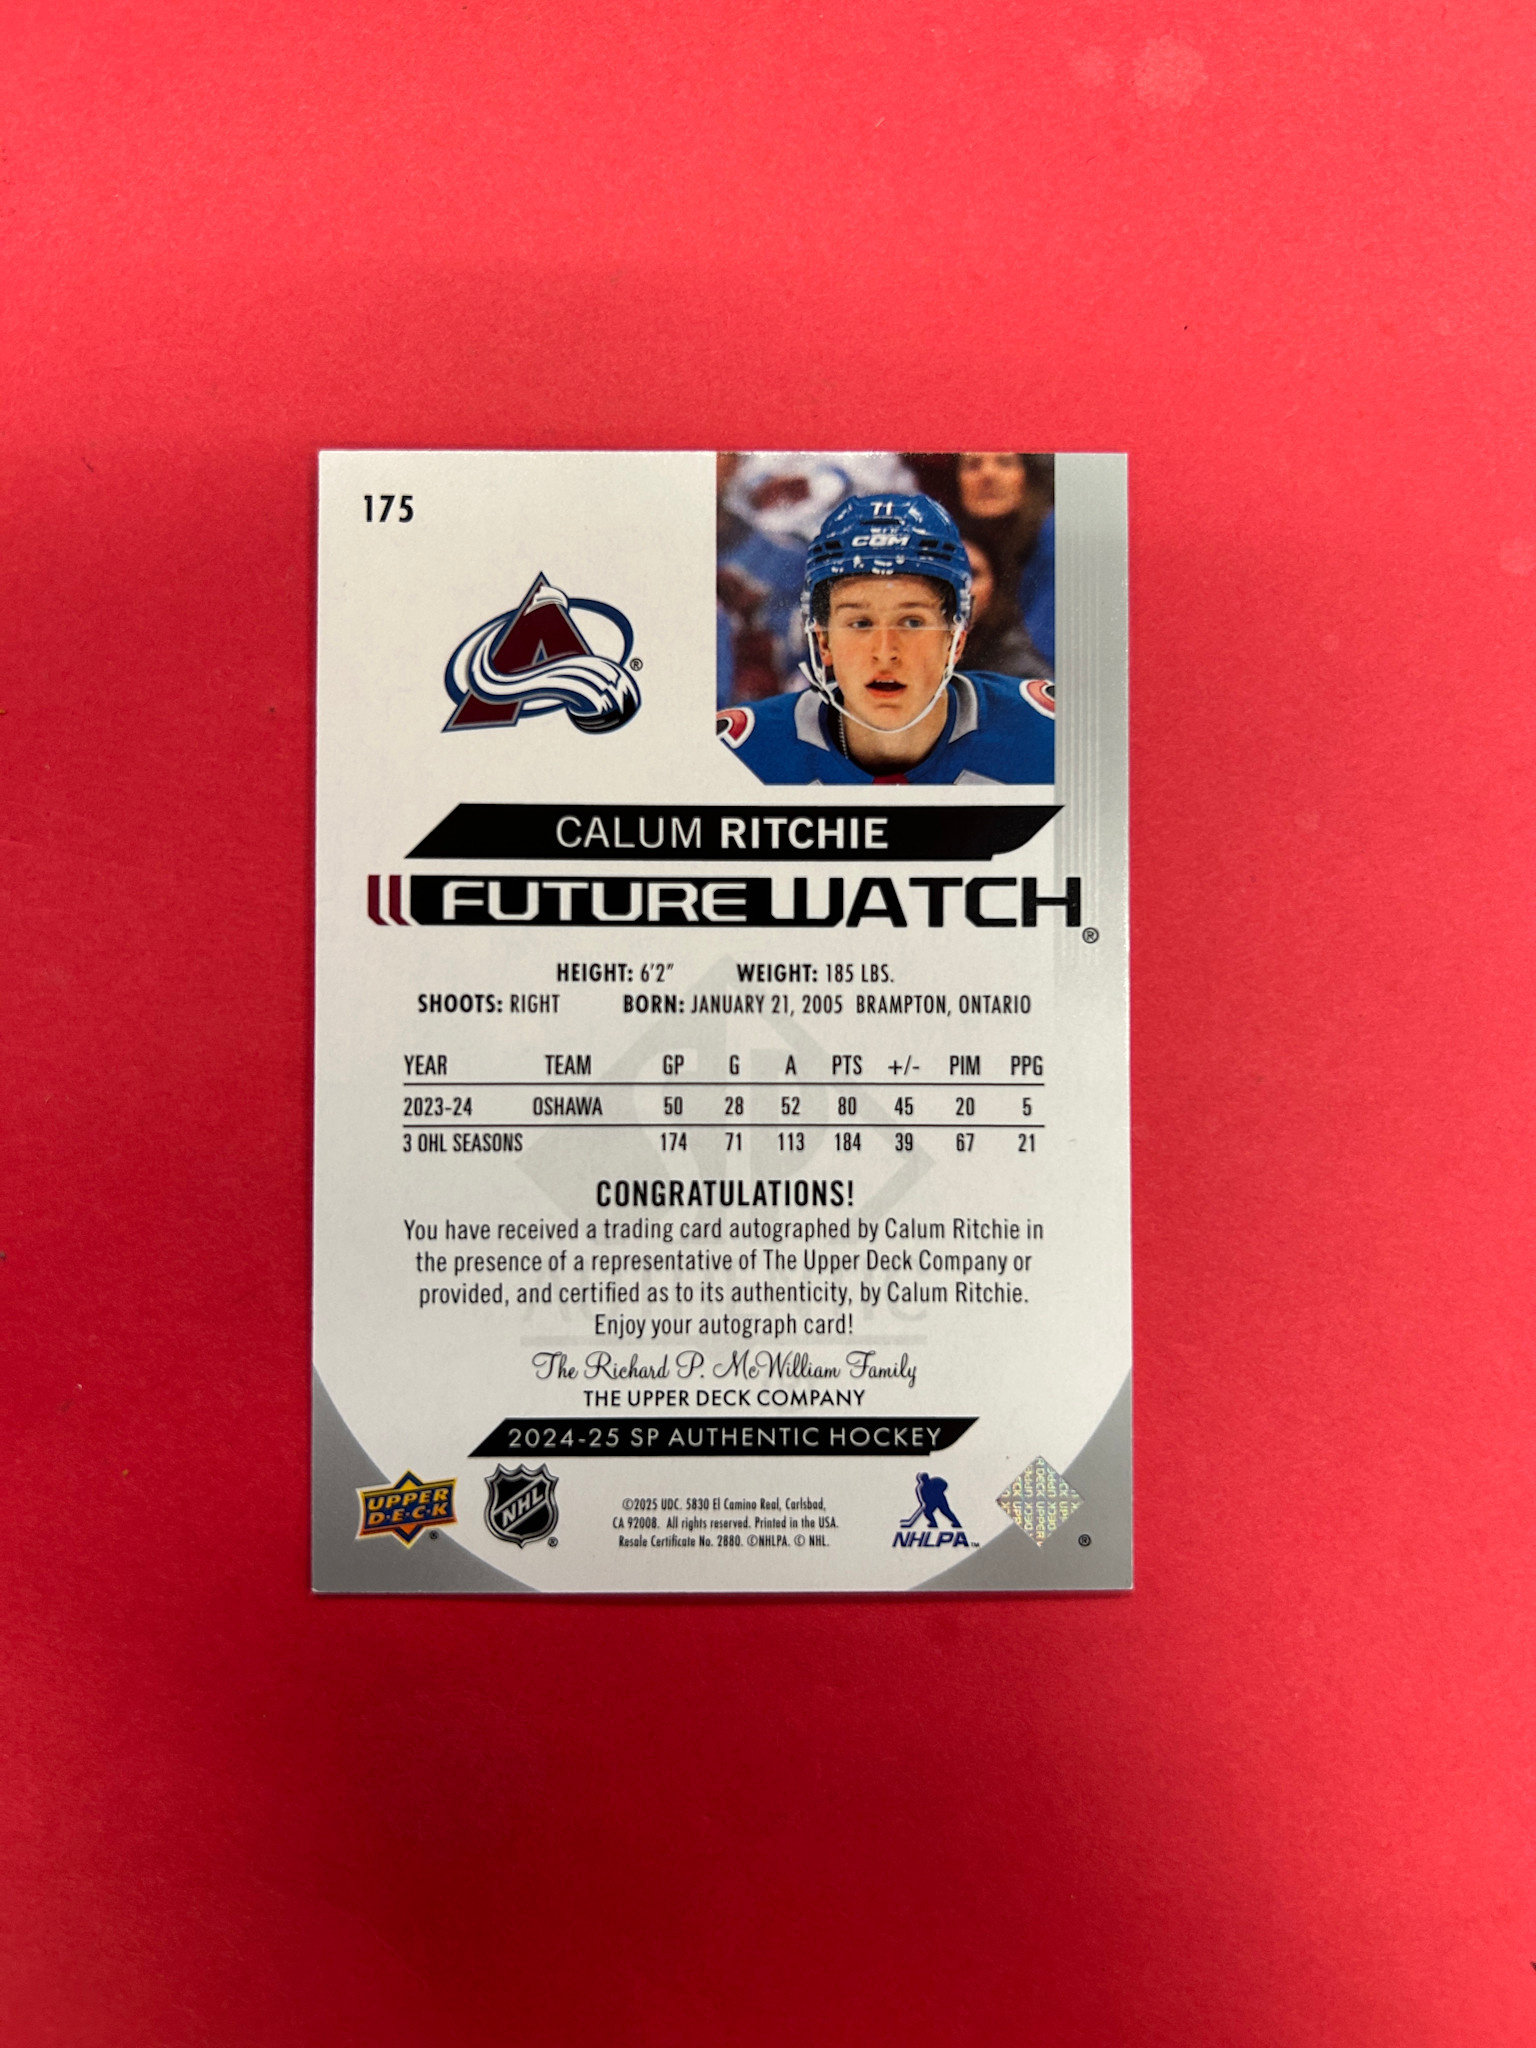 175
71
CCM
CALUM RITCHIE
FUTURE WATCH®
HEIGHT: 6'2" WEIGHT: 185 LBS.
SHOOTS: RIGHT BORN: JANUARY 21, 2005 BRAMPTON, ONTARIO
YEAR TEAM GP G A PTS +/- PIM PPG
2023-24 OSHAWA 50 28 52 80 45 20 5
3 OHL SEASONS 174 71 113 184 39 67 21
CONGRATULATIONS!
You have received a trading card autographed by Calum Ritchie in
the presence of a representative of The Upper Deck Company or
provided, and certified as to its authenticity, by Calum Ritchie.
Enjoy your autograph card!
The Richard P. McWilliam Family
THE UPPER DECK COMPANY
2024-25 SP AUTHENTIC HOCKEY
UPPER
D·E·C·K
NHL
©2025 UDC. 5830 El Camino Real, Carlsbad,
CA 92008. All rights reserved. Printed in the USA.
Resale Certificate No. 2880. ©NHLPA. © NHL.
NHLPA™